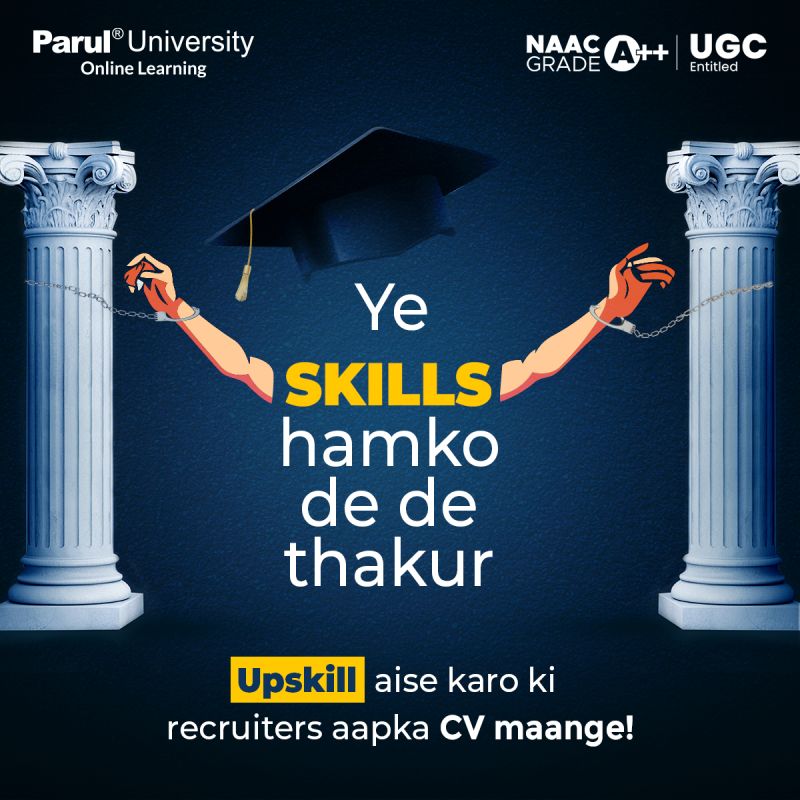 Parul® University
Online Learning
NAAC
GRADE A++
UGC
Entitled
Ye
SKILLS
hamko
de de
thakur
Upskill aise karo ki
recruiters aapka CV maange!